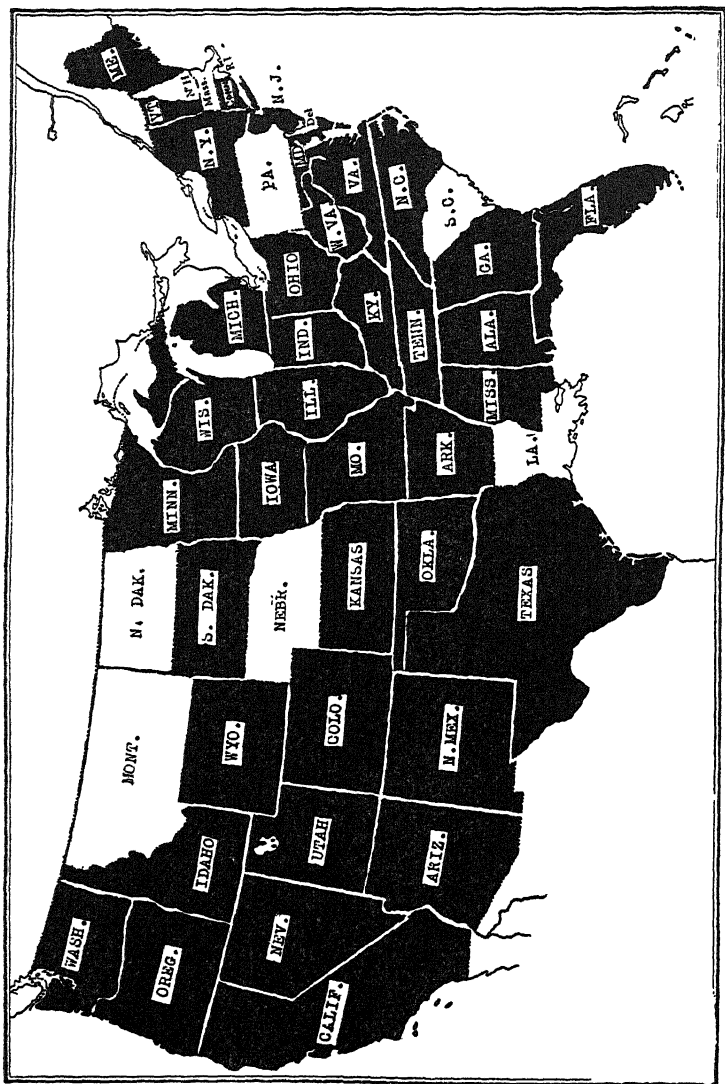 WASH.
OREG.
CALIF.
NEV.
IDAHO
UTAH
ARIZ.
MONT.
WYO.
COLO.
N.MEX.
N. DAK.
S. DAK.
NEBR.
KANSAS
OKLA.
TEXAS
MINN.
IOWA
MO.
ARK.
LA.
WIS.
ILL.
MISS.
MICH.
IND.
KY.
TENN.
ALA.
OHIO
W.VA.
GA.
FLA.
PA.
MD.
VA.
N.C.
S.C.
N.Y.
N.J.
Del
VT.
N H
Mass.
RI
ME.